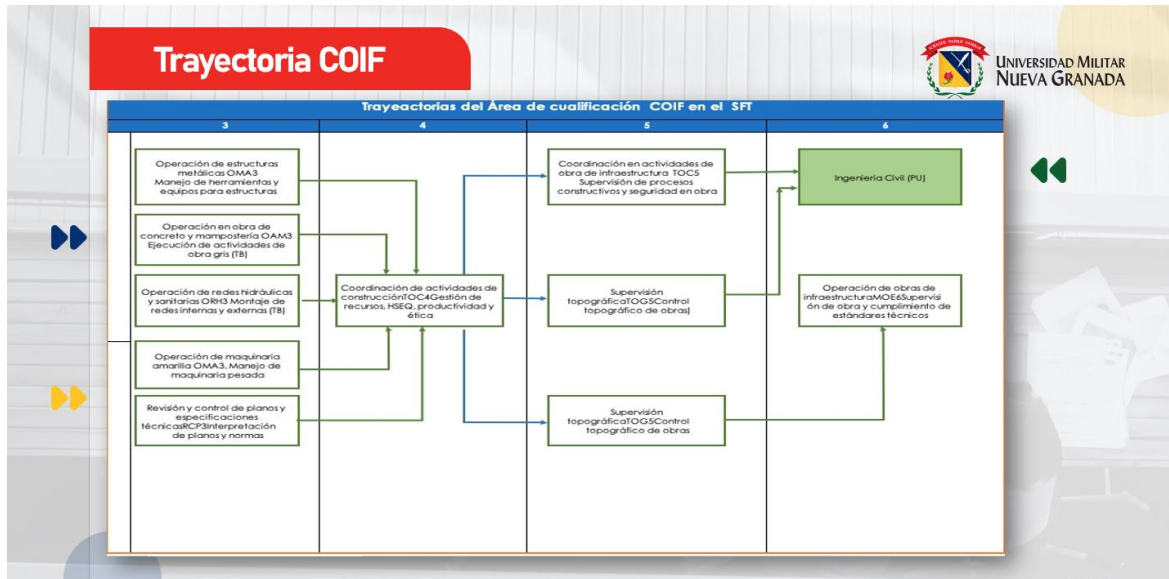 Trayectoria COIF
UNIVERSIDAD MILITAR
NUEVA GRANADA
Trayeactorias del Área de cualificación COIF en el SFT
3
4
5
6
Operación de estructuras
metálicas OMA3
Manejo de herramientas y
equipos para estructuras
Operación en obra de
concreto y mampostería OAM3
Ejecución de actividades de
obra gris (TB)
Operación de redes hidráulicas
y sanitarias ORH3 Montaje de
redes internas y externas (TB)
Operación de maquinaria
amarilla OMA3, Manejo de
maquinaria pesada
Revisión y control de planos y
especificaciones
técnicasRCP3Interpretación
de planos y normas
Coordinación de actividades de
construcciónTOC4Gestión de
recursos, HSEQ, productividad y
ética
Coordinación en actividades de
obra de infraestructura TOC5
Supervisión de procesos
constructivos y seguridad en obra
Supervisión
topográficaTOG5Control
topográfico de obras)
Supervisión
topográficaTOG5Control
topográfico de obras
Ingeniería Civil (PU)
Operación de obras de
infraestructuraMOE6Supervisi
ón de obra y cumplimiento de
estándares técnicos